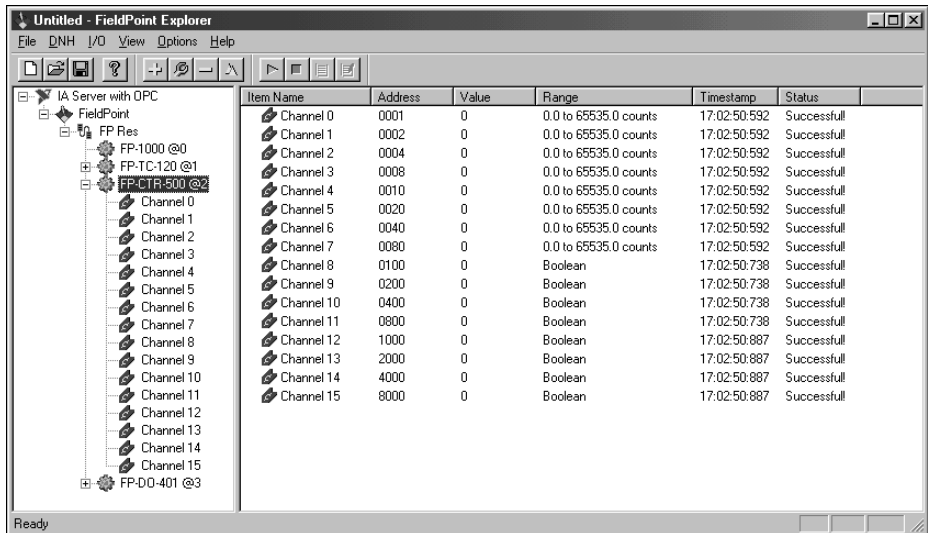 Untitled - FieldPoint Explorer
File DNH I/O View Options Help
IA Server with OPC
FieldPoint
FP Res
FP-1000 @0
FP-TC-120 @1
FP-CTR-500 @2
Channel 0
Channel 1
Channel 2
Channel 3
Channel 4
Channel 5
Channel 6
Channel 7
Channel 8
Channel 9
Channel 10
Channel 11
Channel 12
Channel 13
Channel 14
Channel 15
FP-DO-401 @3
Item Name Address Value Range Timestamp Status
Channel 0 0001 0 0.0 to 65535.0 counts 17:02:50:592 Successful!
Channel 1 0002 0 0.0 to 65535.0 counts 17:02:50:592 Successful!
Channel 2 0004 0 0.0 to 65535.0 counts 17:02:50:592 Successful!
Channel 3 0008 0 0.0 to 65535.0 counts 17:02:50:592 Successful!
Channel 4 0010 0 0.0 to 65535.0 counts 17:02:50:592 Successful!
Channel 5 0020 0 0.0 to 65535.0 counts 17:02:50:592 Successful!
Channel 6 0040 0 0.0 to 65535.0 counts 17:02:50:592 Successful!
Channel 7 0080 0 0.0 to 65535.0 counts 17:02:50:592 Successful!
Channel 8 0100 0 Boolean 17:02:50:738 Successful!
Channel 9 0200 0 Boolean 17:02:50:738 Successful!
Channel 10 0400 0 Boolean 17:02:50:738 Successful!
Channel 11 0800 0 Boolean 17:02:50:738 Successful!
Channel 12 1000 0 Boolean 17:02:50:887 Successful!
Channel 13 2000 0 Boolean 17:02:50:887 Successful!
Channel 14 4000 0 Boolean 17:02:50:887 Successful!
Channel 15 8000 0 Boolean 17:02:50:887 Successful!
Ready